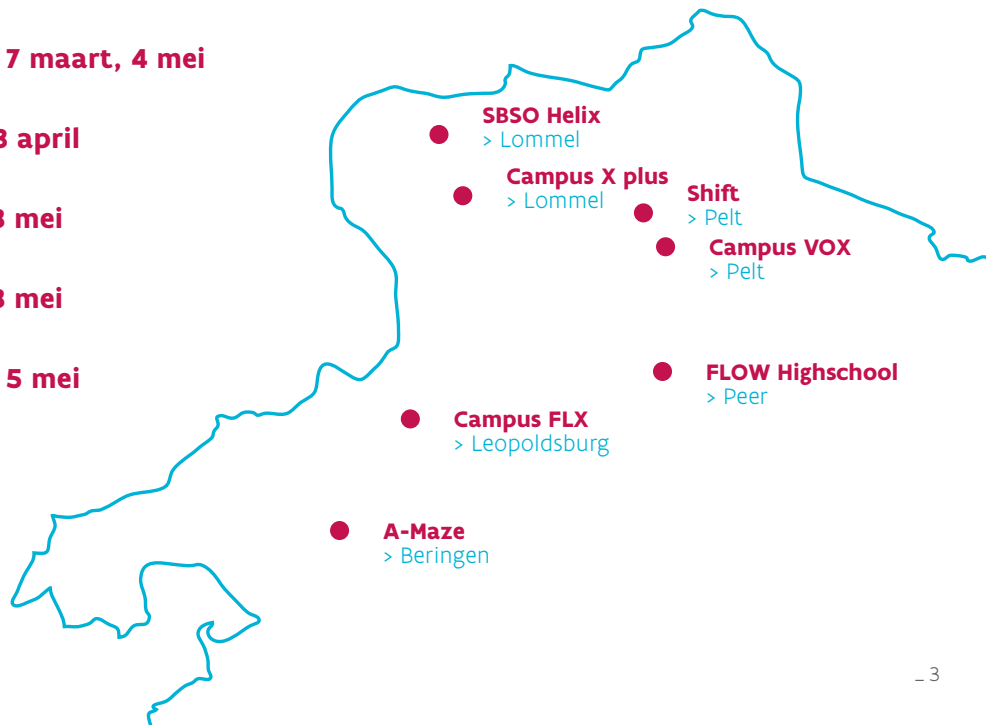 7 maart, 4 mei
april
mei
mei
5 mei
SBSO Helix
> Lommel
Campus X plus
> Lommel
Shift
> Pelt
Campus VOX
> Pelt
FLOW Highschool
> Peer
Campus FLX
> Leopoldsburg
A-Maze
> Beringen
_ 3